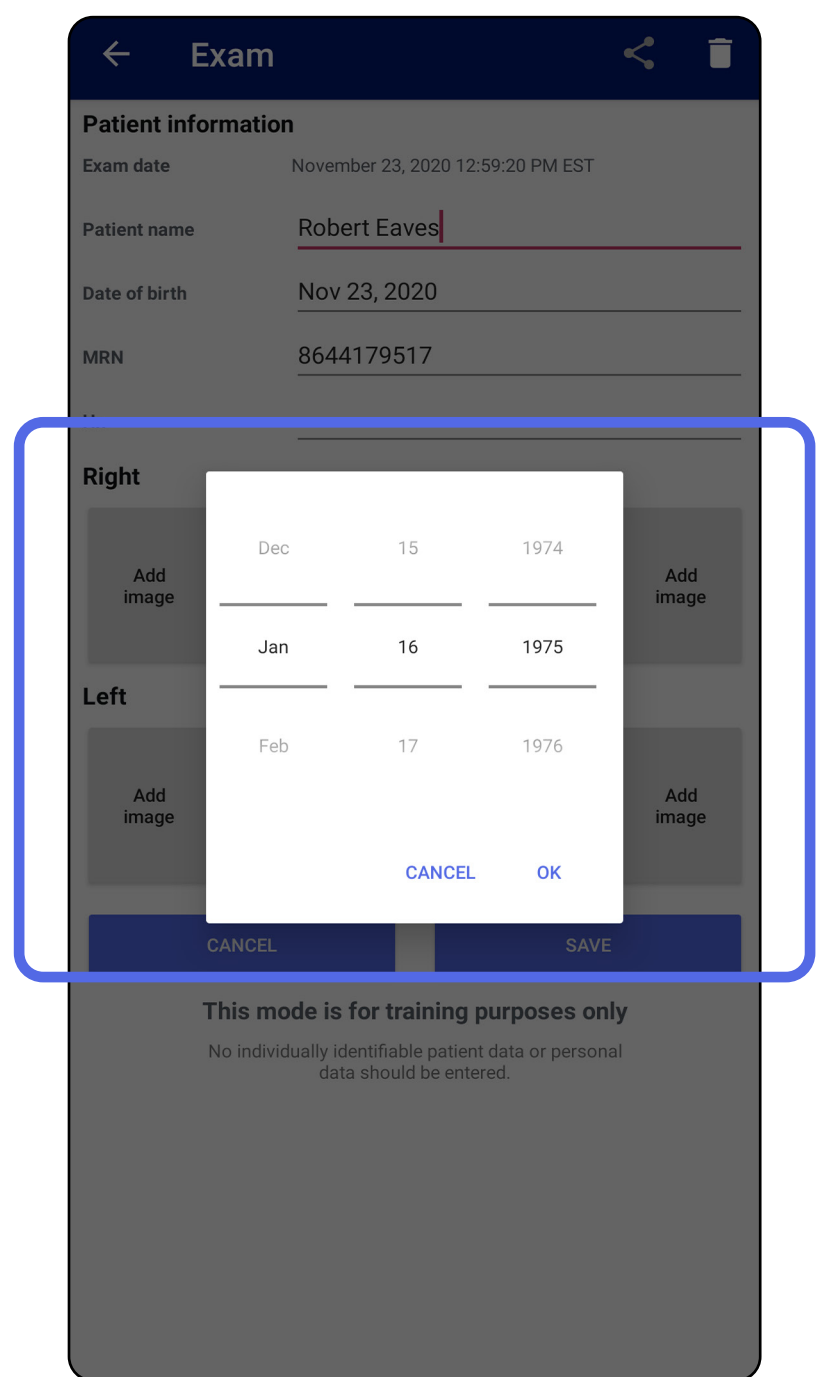 Exam
Patient information
Exam date November 23, 2020 12:59:20 PM EST
Patient name Robert Eaves
Date of birth Nov 23, 2020
MRN 8644179517
Right
Dec 15 1974
Add image Add image
Jan 16 1975
Left
Feb 17 1976
Add image Add image
CANCEL OK
CANCEL SAVE
This mode is for training purposes only
No individually identifiable patient data or personal
data should be entered.